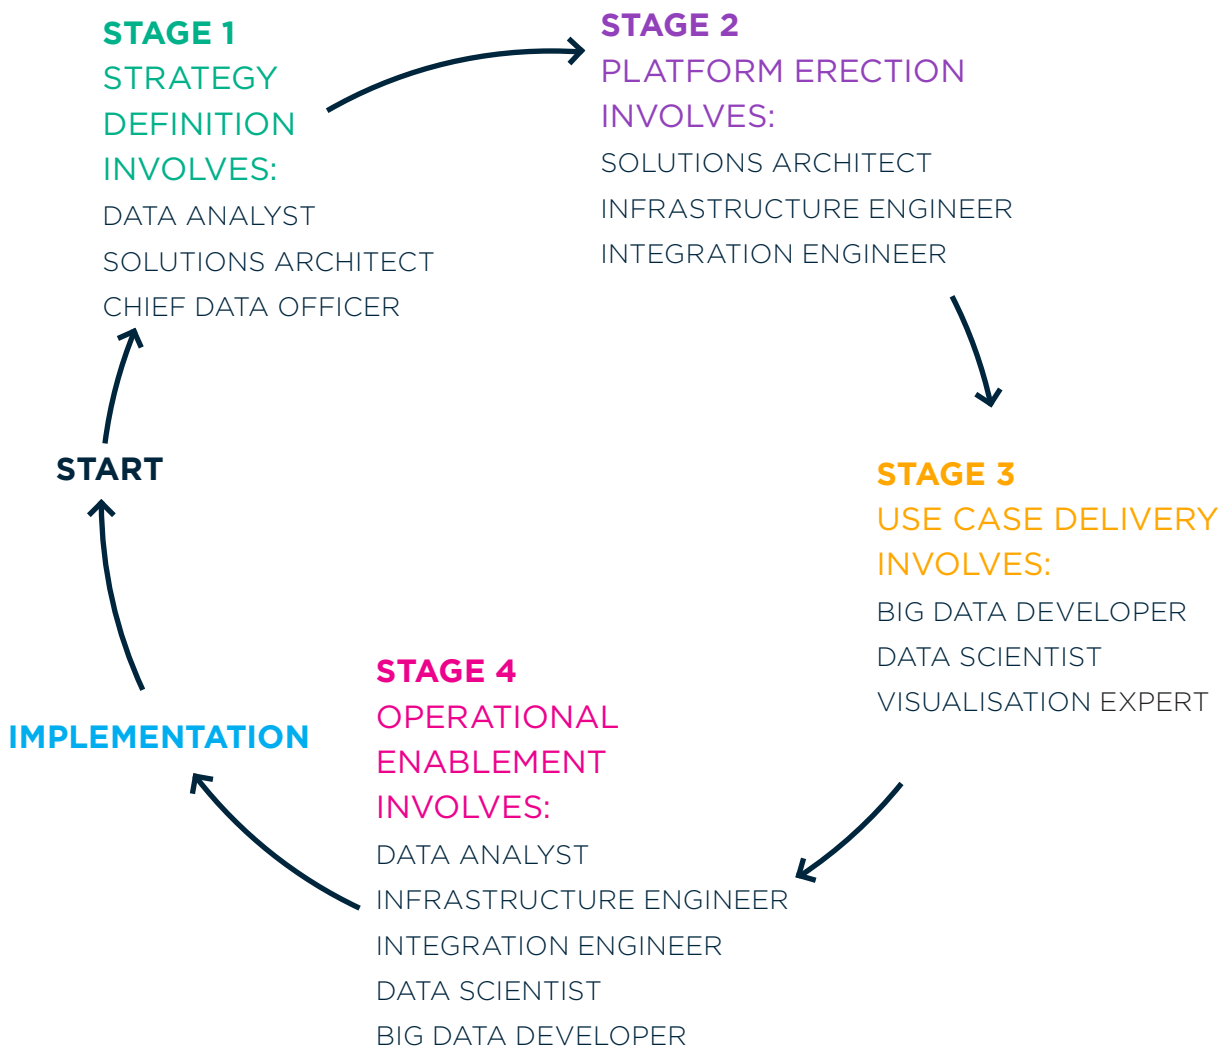 STAGE 1
STRATEGY
DEFINITION
INVOLVES:
DATA ANALYST
SOLUTIONS ARCHITECT
CHIEF DATA OFFICER
STAGE 2
PLATFORM ERECTION
INVOLVES:
SOLUTIONS ARCHITECT
INFRASTRUCTURE ENGINEER
INTEGRATION ENGINEER
STAGE 3
USE CASE DELIVERY
INVOLVES:
BIG DATA DEVELOPER
DATA SCIENTIST
VISUALISATION EXPERT
STAGE 4
OPERATIONAL
ENABLEMENT
INVOLVES:
DATA ANALYST
INFRASTRUCTURE ENGINEER
INTEGRATION ENGINEER
DATA SCIENTIST
BIG DATA DEVELOPER
IMPLEMENTATION
START